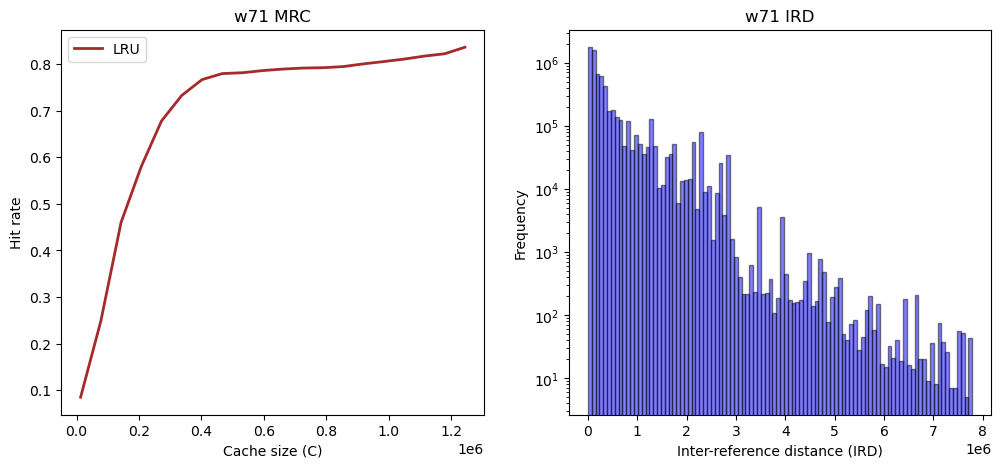 w71 MRC
LRU
Hit rate
0.8
0.7
0.6
0.5
0.4
0.3
0.2
0.1
0.0 0.2 0.4 0.6 0.8 1.0 1.2
1e6
Cache size (C)
w71 IRD
Frequency
10^6
10^5
10^4
10^3
10^2
10^1
0 1 2 3 4 5 6 7 8
1e6
Inter-reference distance (IRD)